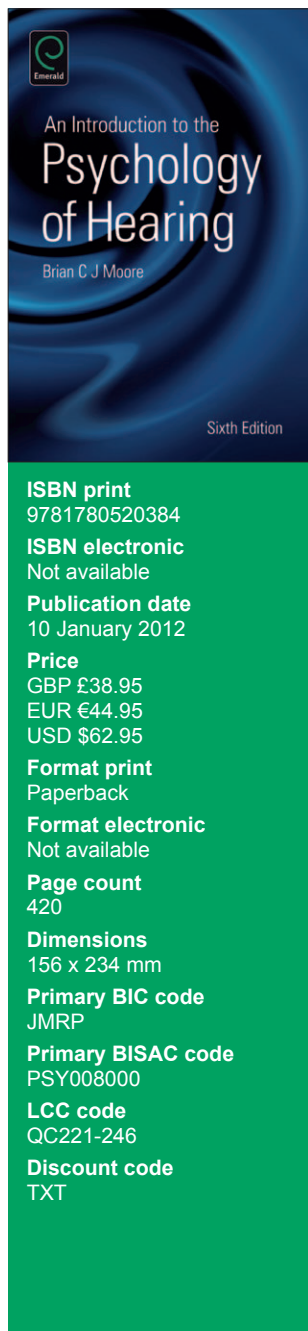 Emerald
An Introduction to the
Psychology
of Hearing
Brian C J Moore
Sixth Edition
ISBN print
9781780520384
ISBN electronic
Not available
Publication date
10 January 2012
Price
GBP £38.95
EUR €44.95
USD $62.95
Format print
Paperback
Format electronic
Not available
Page count
420
Dimensions
156 x 234 mm
Primary BIC code
JMRP
Primary BISAC code
PSY008000
LCC code
QC221-246
Discount code
TXT